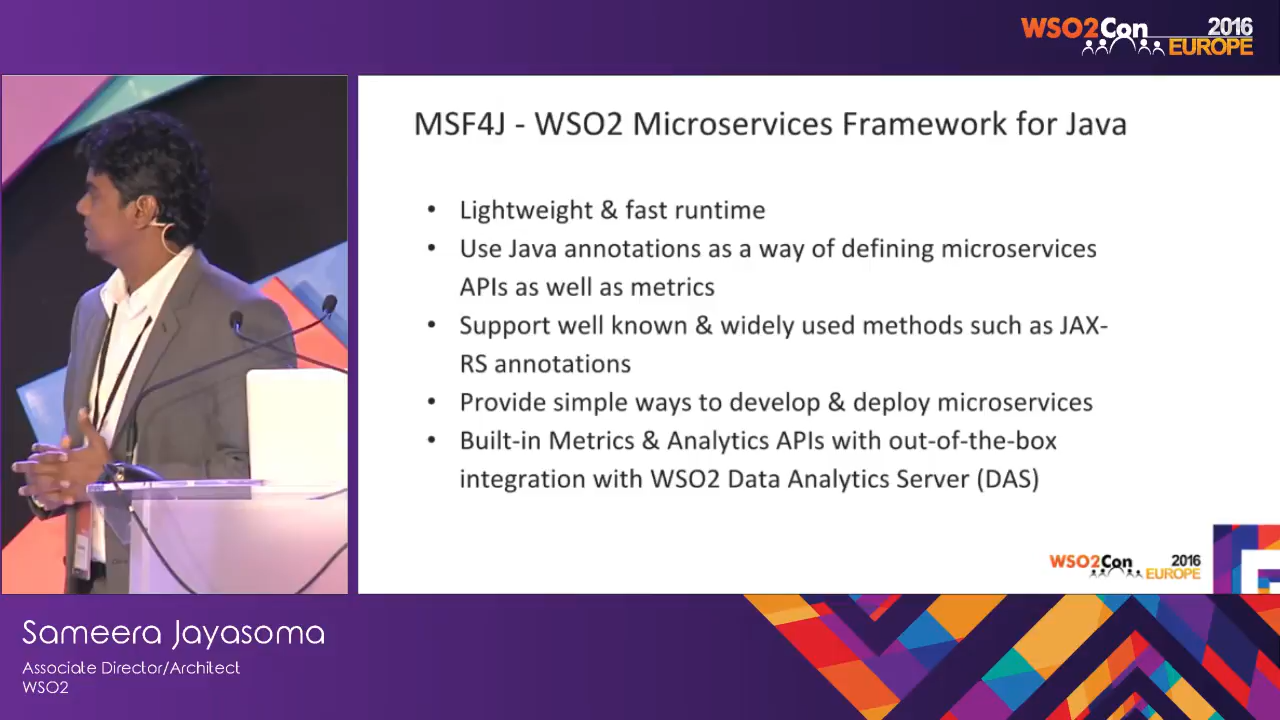 WSO2Con 2016
EUROPE
MSF4J - WSO2 Microservices Framework for Java
• Lightweight & fast runtime
• Use Java annotations as a way of defining microservices
APIs as well as metrics
• Support well known & widely used methods such as JAX-
RS annotations
• Provide simple ways to develop & deploy microservices
• Built-in Metrics & Analytics APIs with out-of-the-box
integration with WSO2 Data Analytics Server (DAS)
WSO2Con 2016
EUROPE
Sameera Jayasoma
Associate Director/Architect
WSO2